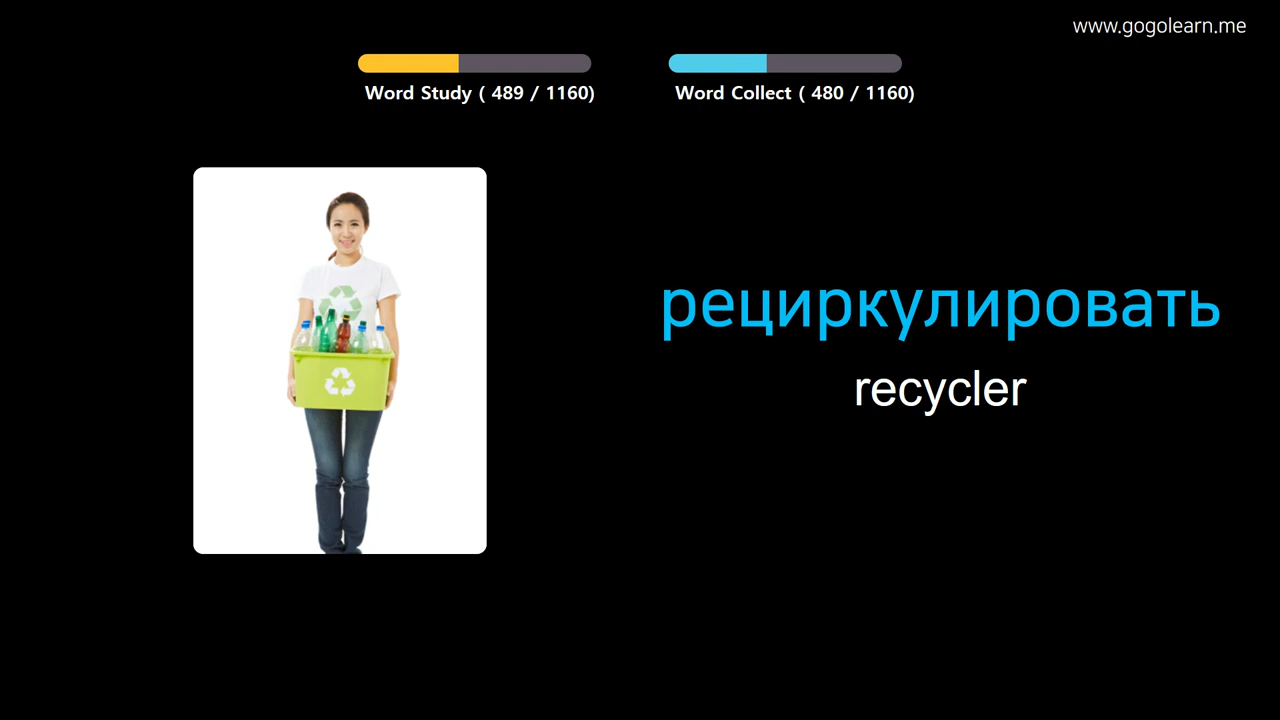 www.gogolearn.me
Word Study ( 489 / 1160)
Word Collect ( 480 / 1160)
рециркулировать
recycler